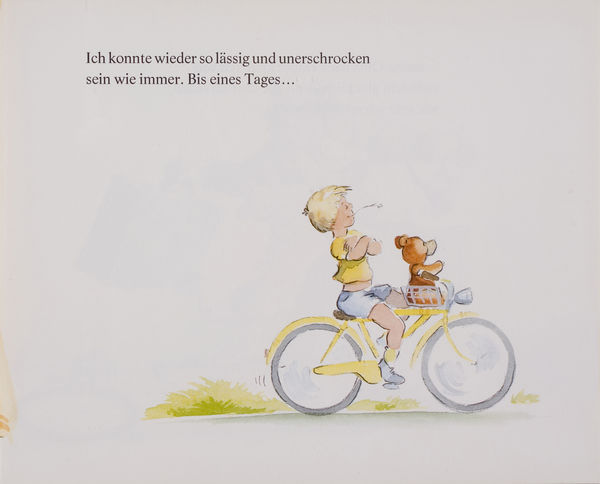 Ich konnte wieder so lässig und unerschrocken
sein wie immer. Bis eines Tages…